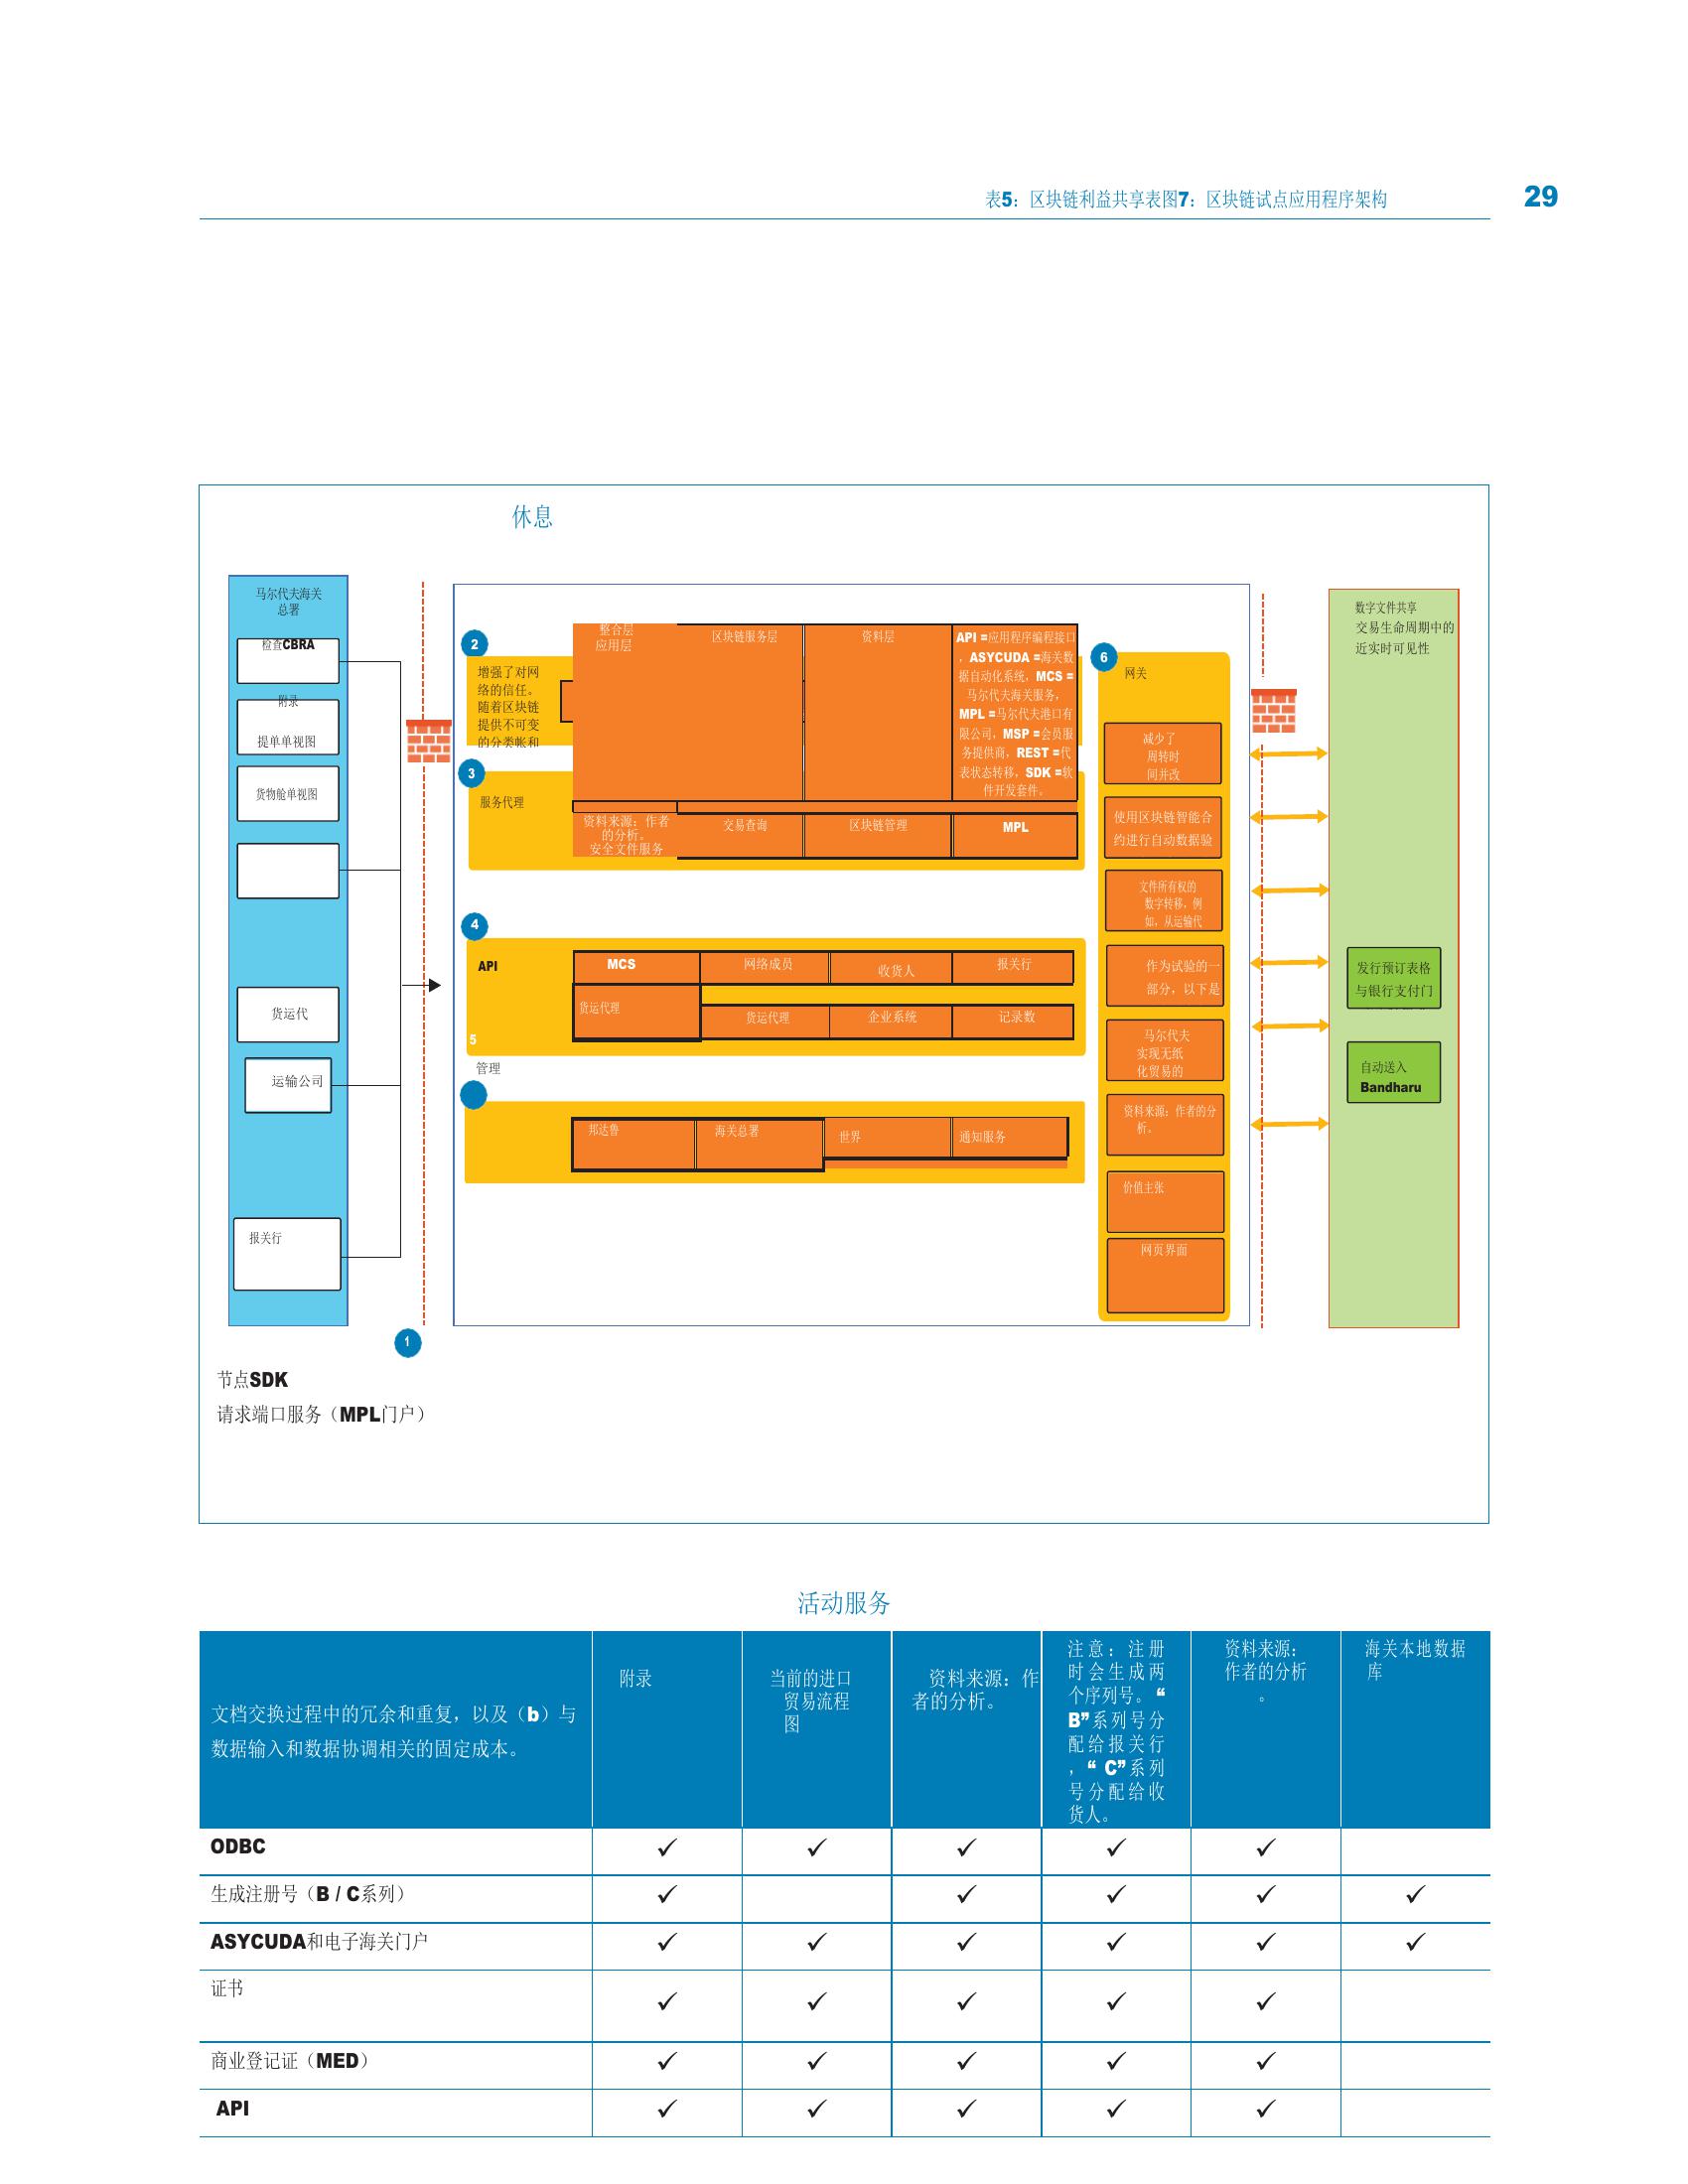 表5：区块链利益共享表图7：区块链试点应用程序架构
29
休息
马尔代夫海关
总署
检查CBRA
附录
提单单视图
货物舱单视图
货运代
运输公司
报关行
1
2
增强了对网
络的信任。
随着区块链
提供不可变
的分类帐和
整合层
应用层
区块链服务层
资料层
API =应用程序编程接口
，ASYCUDA =海关数
据自动化系统，MCS =
马尔代夫海关服务，
MPL =马尔代夫港口有
限公司，MSP =会员服
务提供商，REST =代
表状态转移，SDK =软
件开发套件。
3
服务代理
资料来源：作者
的分析。
安全文件服务
交易查询
区块链管理
MPL
4
API
MCS
网络成员
收货人
报关行
货运代理
货运代理
企业系统
记录数
5
管理
邦达鲁
海关总署
世界
通知服务
6
网关
减少了
周转时
间并改
使用区块链智能合
约进行自动数据验
文件所有权的
数字转移，例
如，从运输代
作为试验的一
部分，以下是
马尔代夫
实现无纸
化贸易的
资料来源：作者的分
析。
价值主张
网页界面
数字文件共享
交易生命周期中的
近实时可见性
发行预订表格
与银行支付门
自动送入
Bandharu
节点SDK
请求端口服务（MPL门户）
活动服务
文档交换过程中的冗余和重复，以及（b）与
数据输入和数据协调相关的固定成本。
附录
当前的进口
贸易流程
图
资料来源：作
者的分析。
注意：注册
时会生成两
个序列号。“
B”系列号分
配给报关行
，“ C”系列
号分配给收
货人。
资料来源：
作者的分析
。
海关本地数据
库
ODBC ✓ ✓ ✓ ✓ ✓
生成注册号（B / C系列） ✓ ✓ ✓ ✓ ✓
ASYCUDA和电子海关门户 ✓ ✓ ✓ ✓ ✓ ✓
证书 ✓ ✓ ✓ ✓ ✓
商业登记证（MED） ✓ ✓ ✓ ✓ ✓
API ✓ ✓ ✓ ✓ ✓